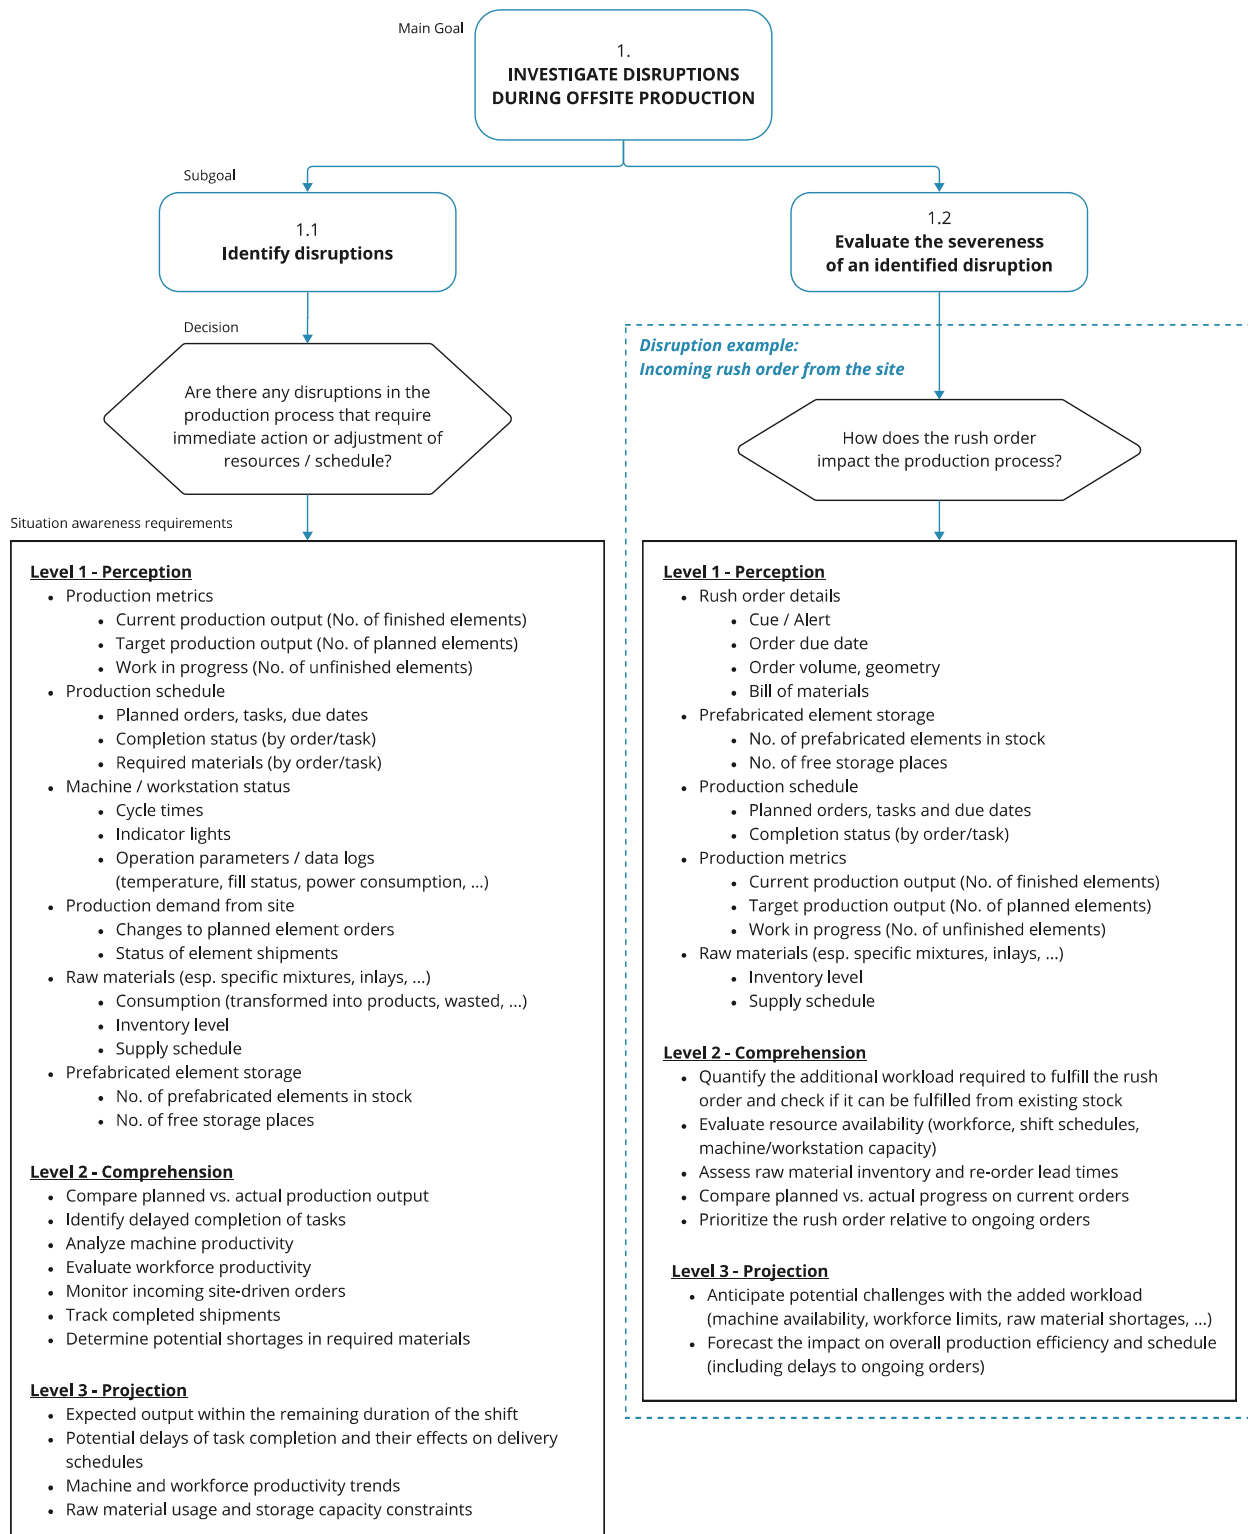 Main Goal
1.
INVESTIGATE DISRUPTIONS
DURING OFFSITE PRODUCTION
Subgoal
1.1
Identify disruptions
1.2
Evaluate the severeness
of an identified disruption
Decision
Are there any disruptions in the
production process that require
immediate action or adjustment of
resources / schedule?
Disruption example:
Incoming rush order from the site
How does the rush order
impact the production process?
Situation awareness requirements
Level 1 - Perception
• Production metrics
• Current production output (No. of finished elements)
• Target production output (No. of planned elements)
• Work in progress (No. of unfinished elements)
• Production schedule
• Planned orders, tasks, due dates
• Completion status (by order/task)
• Required materials (by order/task)
• Machine / workstation status
• Cycle times
• Indicator lights
• Operation parameters / data logs
(temperature, fill status, power consumption, ...)
• Production demand from site
• Changes to planned element orders
• Status of element shipments
• Raw materials (esp. specific mixtures, inlays, ...)
• Consumption (transformed into products, wasted, ...)
• Inventory level
• Supply schedule
• Prefabricated element storage
• No. of prefabricated elements in stock
• No. of free storage places
Level 2 - Comprehension
• Compare planned vs. actual production output
• Identify delayed completion of tasks
• Analyze machine productivity
• Evaluate workforce productivity
• Monitor incoming site-driven orders
• Track completed shipments
• Determine potential shortages in required materials
Level 3 - Projection
• Expected output within the remaining duration of the shift
• Potential delays of task completion and their effects on delivery
schedules
• Machine and workforce productivity trends
• Raw material usage and storage capacity constraints
Level 1 - Perception
• Rush order details
• Cue / Alert
• Order due date
• Order volume, geometry
• Bill of materials
• Prefabricated element storage
• No. of prefabricated elements in stock
• No. of free storage places
• Production schedule
• Planned orders, tasks and due dates
• Completion status (by order/task)
• Production metrics
• Current production output (No. of finished elements)
• Target production output (No. of planned elements)
• Work in progress (No. of unfinished elements)
• Raw materials (esp. specific mixtures, inlays, ...)
• Inventory level
• Supply schedule
Level 2 - Comprehension
• Quantify the additional workload required to fulfill the rush
order and check if it can be fulfilled from existing stock
• Evaluate resource availability (workforce, shift schedules,
machine/workstation capacity)
• Assess raw material inventory and re-order lead times
• Compare planned vs. actual progress on current orders
• Prioritize the rush order relative to ongoing orders
Level 3 - Projection
• Anticipate potential challenges with the added workload
(machine availability, workforce limits, raw material shortages, ...)
• Forecast the impact on overall production efficiency and schedule
(including delays to ongoing orders)